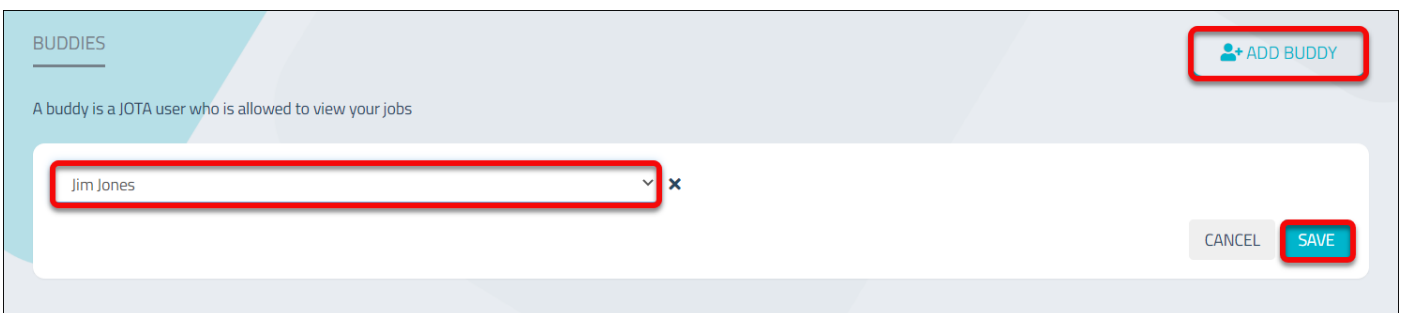 BUDDIES
ADD BUDDY
A buddy is a JOTA user who is allowed to view your jobs
Jim Jones
CANCEL
SAVE